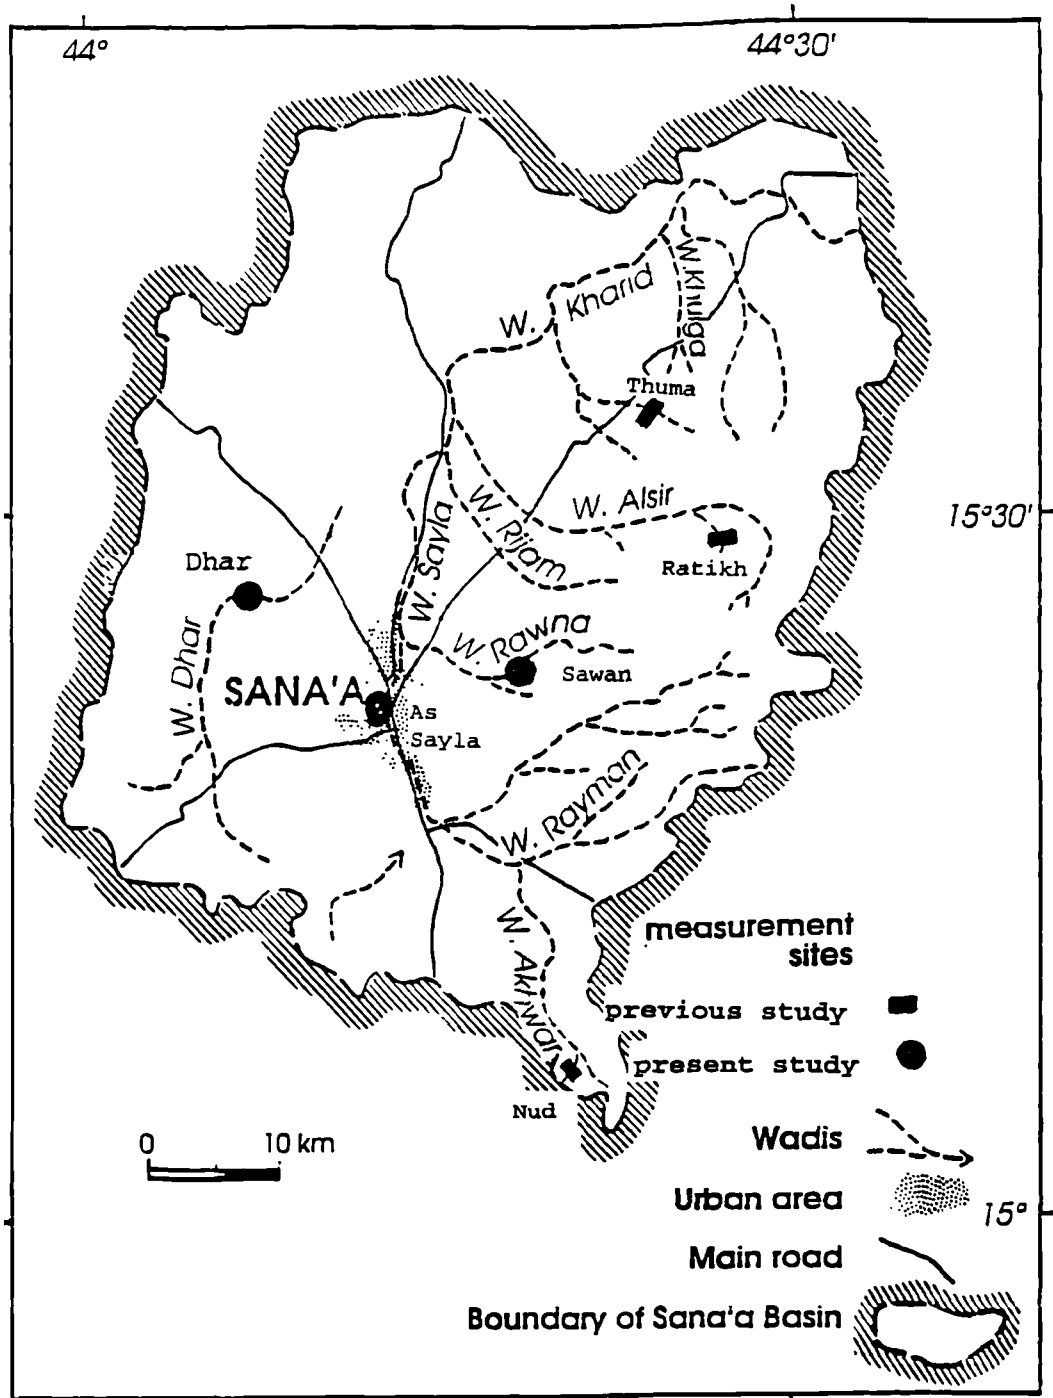 44°
44°30'
W. Kharid
W. Khulga
Thuma
W. Alsir
15°30'
W. Rijam
W. Sayla
Ratikh
Dhar
W. Rawna
Sawan
W. Dhar
SANA'A
As
Sayla
W. Rayman
W. Akhwar
Nud
measurement
sites
previous study
present study
0 10 km
Wadis
Urban area
15°
Main road
Boundary of Sana'a Basin